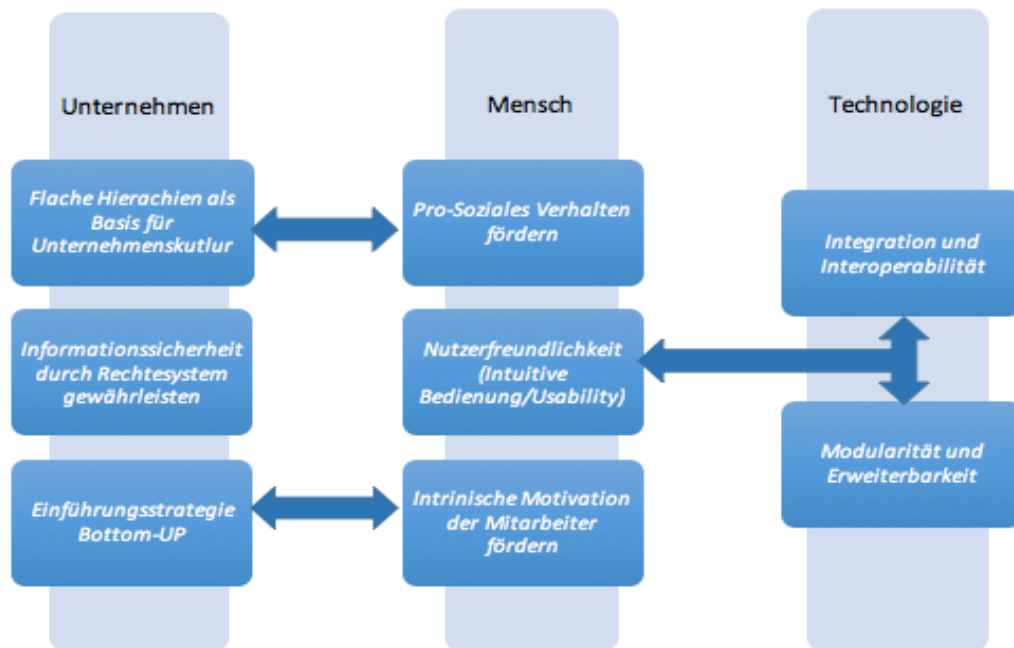 Unternehmen
Flache Hierachien als
Basis für
Unternehmenskutlur
Informationssicherheit
durch Rechtesystem
gewährleisten
Einführungsstrategie
Bottom-UP
Mensch
Pro-Soziales Verhalten
fördern
Nutzerfreundlichkeit
(Intuitive
Bedienung/Usability)
Intrinische Motivation
der Mitarbeiter
fördern
Technologie
Integration und
Interoperabilität
Modularität und
Erweiterbarkeit